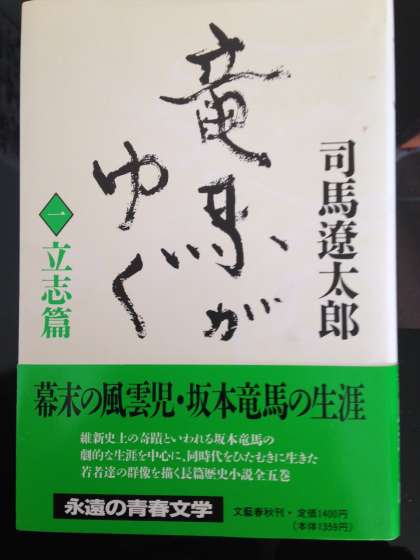 竜馬が
ゆく
司馬遼太郎
一 立志篇
幕末の風雲児・坂本竜馬の生涯
維新史上の奇蹟といわれる坂本竜馬の
劇的な生涯を中心に、同時代をひたむきに生きた
若者達の群像を描く長篇歴史小説全五巻
永遠の青春文学
文藝春秋刊・定価1400円
(本体1359円)